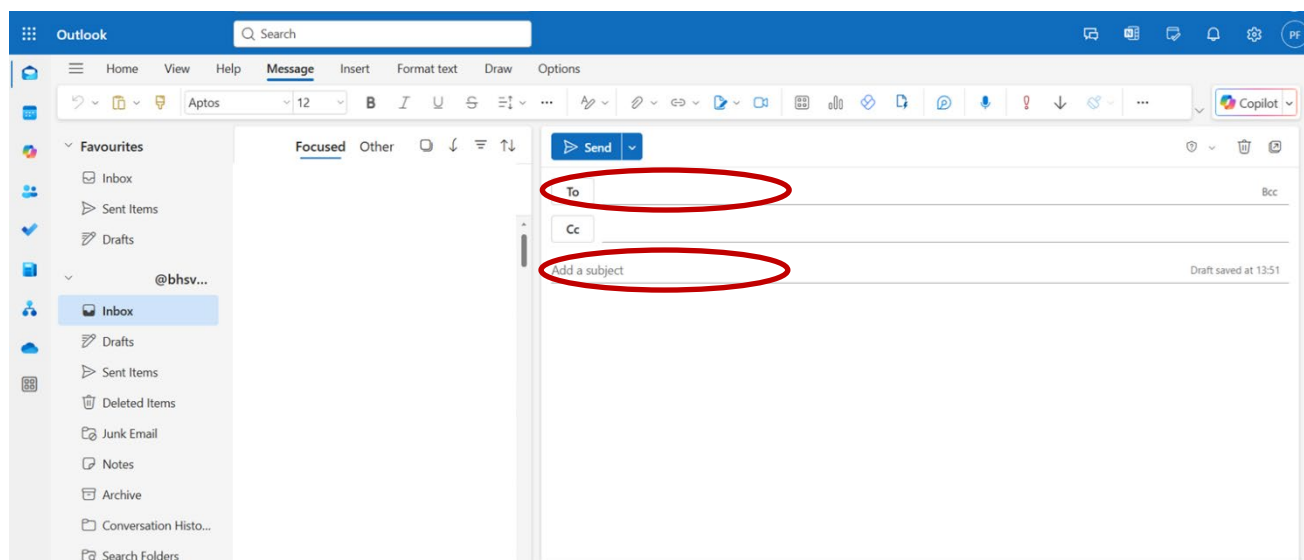 Outlook Search PF
Home View Help Message Insert Format text Draw Options
Aptos 12 B I U S Copilot
Favourites Focused Other Send
Inbox
Sent Items
Drafts
To Bcc
Cc
Add a subject Draft saved at 13:51
@bhsv...
Inbox
Drafts
Sent Items
Deleted Items
Junk Email
Notes
Archive
Conversation Histo...
Search Folders